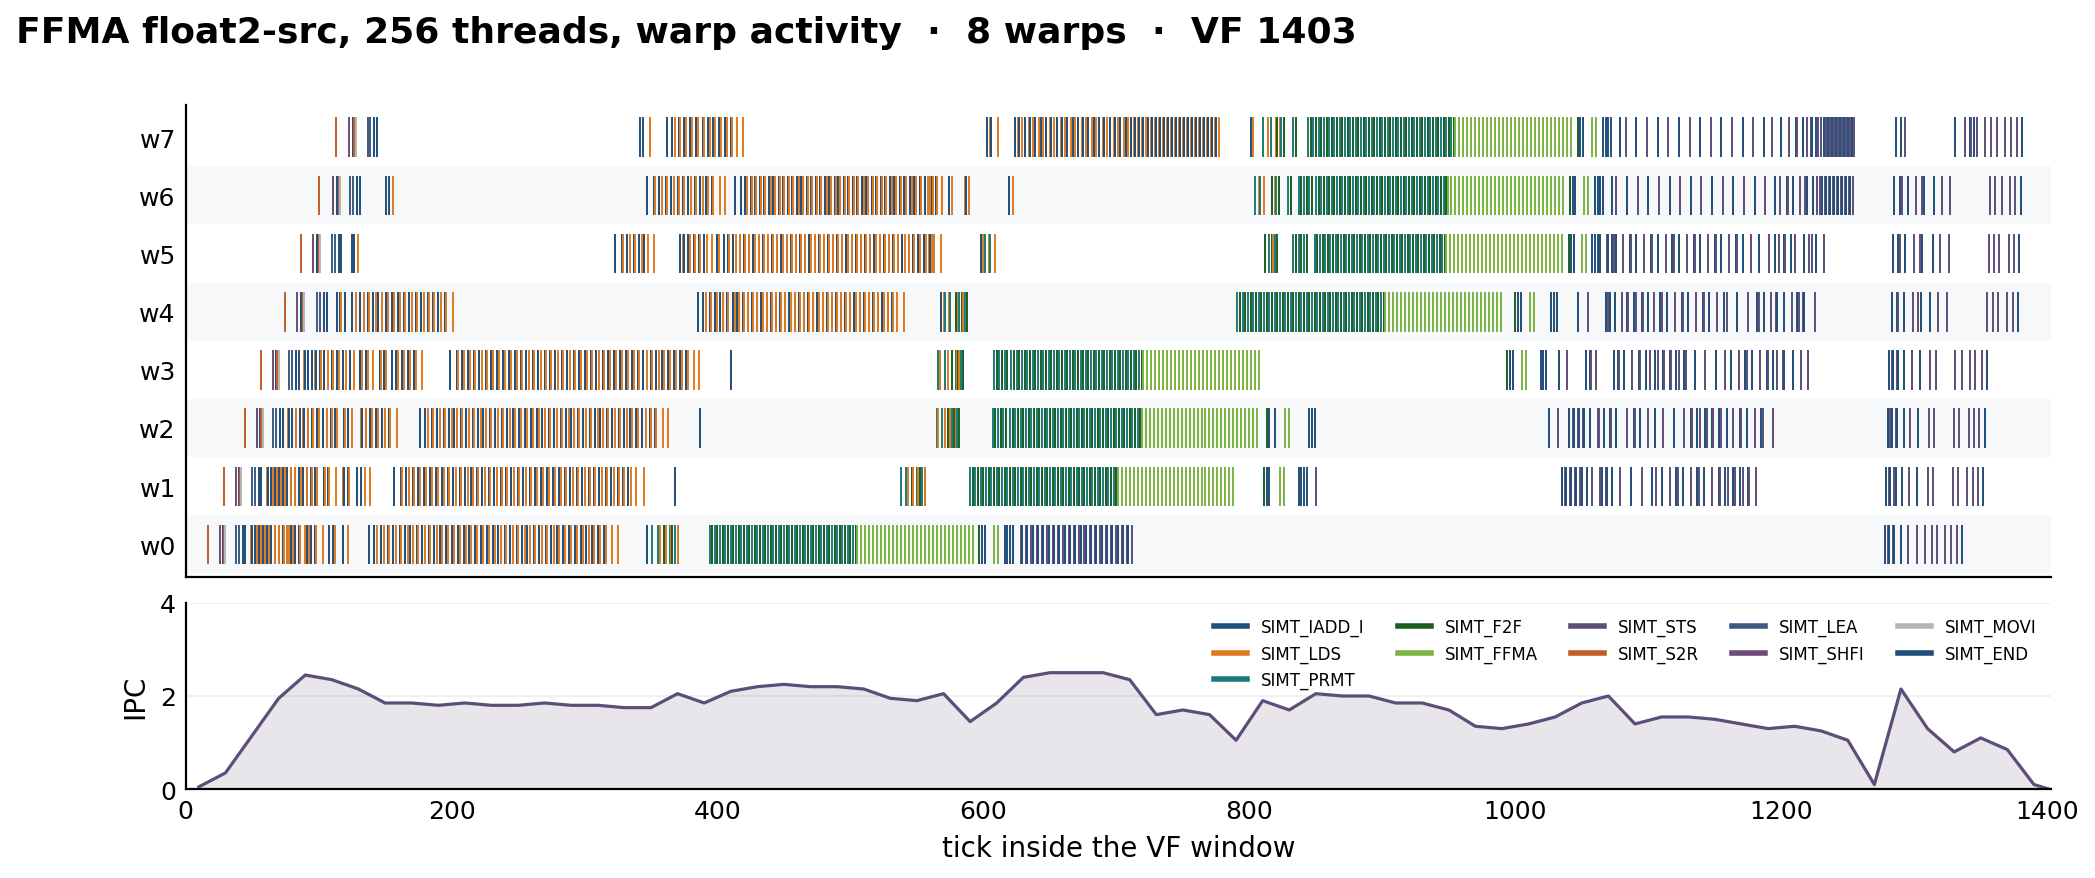 FFMA float2-src, 256 threads, warp activity · 8 warps · VF 1403
w7
w6
w5
w4
w3
w2
w1
w0
4
2
0
IPC
SIMT_IADD_I SIMT_F2F SIMT_STS SIMT_LEA SIMT_MOVI
SIMT_LDS SIMT_FFMA SIMT_S2R SIMT_SHFI SIMT_END
SIMT_PRMT
0 200 400 600 800 1000 1200 1400
tick inside the VF window